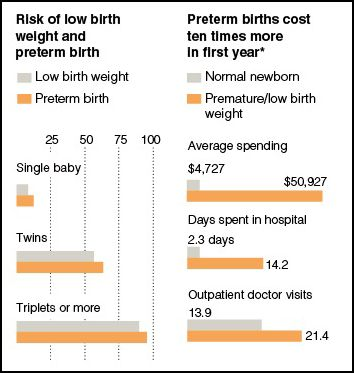 Risk of low birth
weight and
preterm birth
Low birth weight
Preterm birth
25 50 75 100
Single baby
Twins
Triplets or more
Preterm births cost
ten times more
in first year*
Normal newborn
Premature/low birth
weight
Average spending
$4,727
$50,927
Days spent in hospital
2.3 days
14.2
Outpatient doctor visits
13.9
21.4